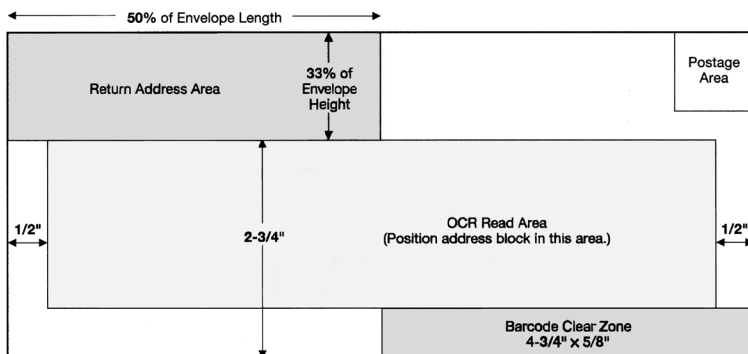 50% of Envelope Length
Return Address Area
33% of
Envelope
Height
Postage
Area
1/2"
2-3/4"
OCR Read Area
(Position address block in this area.)
1/2"
Barcode Clear Zone
4-3/4" x 5/8"